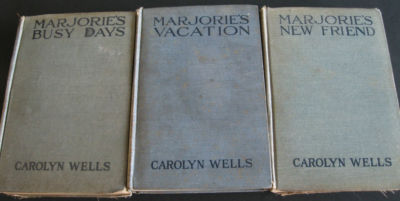 MARJORIE'S
BUSY DAYS
CAROLYN WELLS
MARJORIE'S
VACATION
CAROLYN WELLS
MARJORIE'S
NEW FRIEND
CAROLYN WELLS